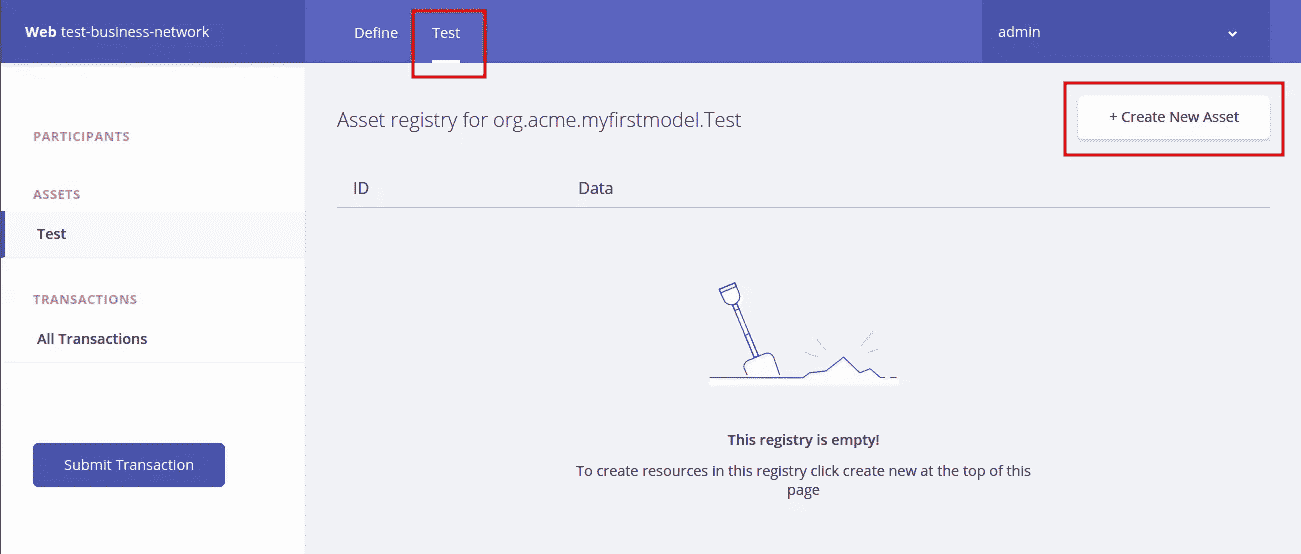 Web test-business-network
Define
Test
admin
PARTICIPANTS
ASSETS
Test
TRANSACTIONS
All Transactions
Submit Transaction
Asset registry for org.acme.myfirstmodel.Test
+ Create New Asset
ID
Data
This registry is empty!
To create resources in this registry click create new at the top of this
page